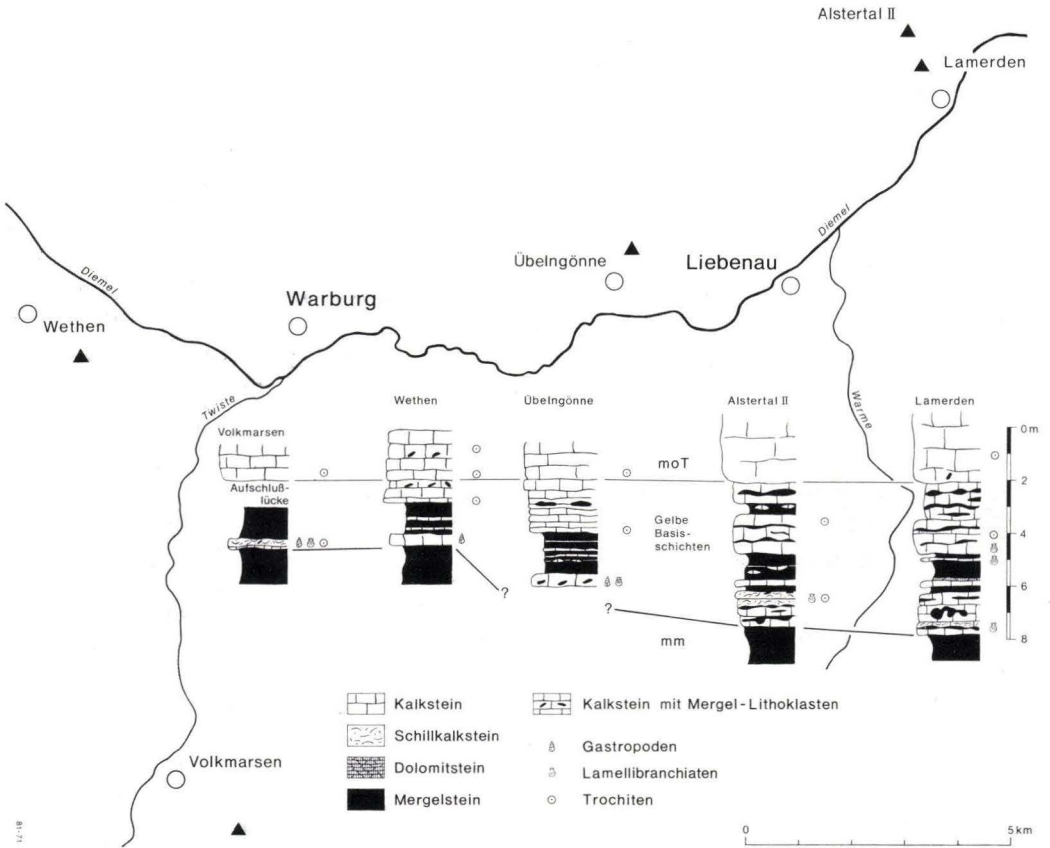 Alstertal II
Lamerden
Diemel
Übelngönne
Liebenau
Diemel
Warburg
Wethen
Twiste
Warme
Wethen
Übelngönne
Alstertal II
Lamerden
Volkmarsen
Aufschluß-
lücke
moT
Gelbe
Basis-
schichten
?
?
mm
0 m
2
4
6
8
Kalkstein
Schillkalkstein
Dolomitstein
Mergelstein
Kalkstein mit Mergel-Lithoklasten
Gastropoden
Lamellibranchiaten
Trochiten
Volkmarsen
81-71
0
5 km